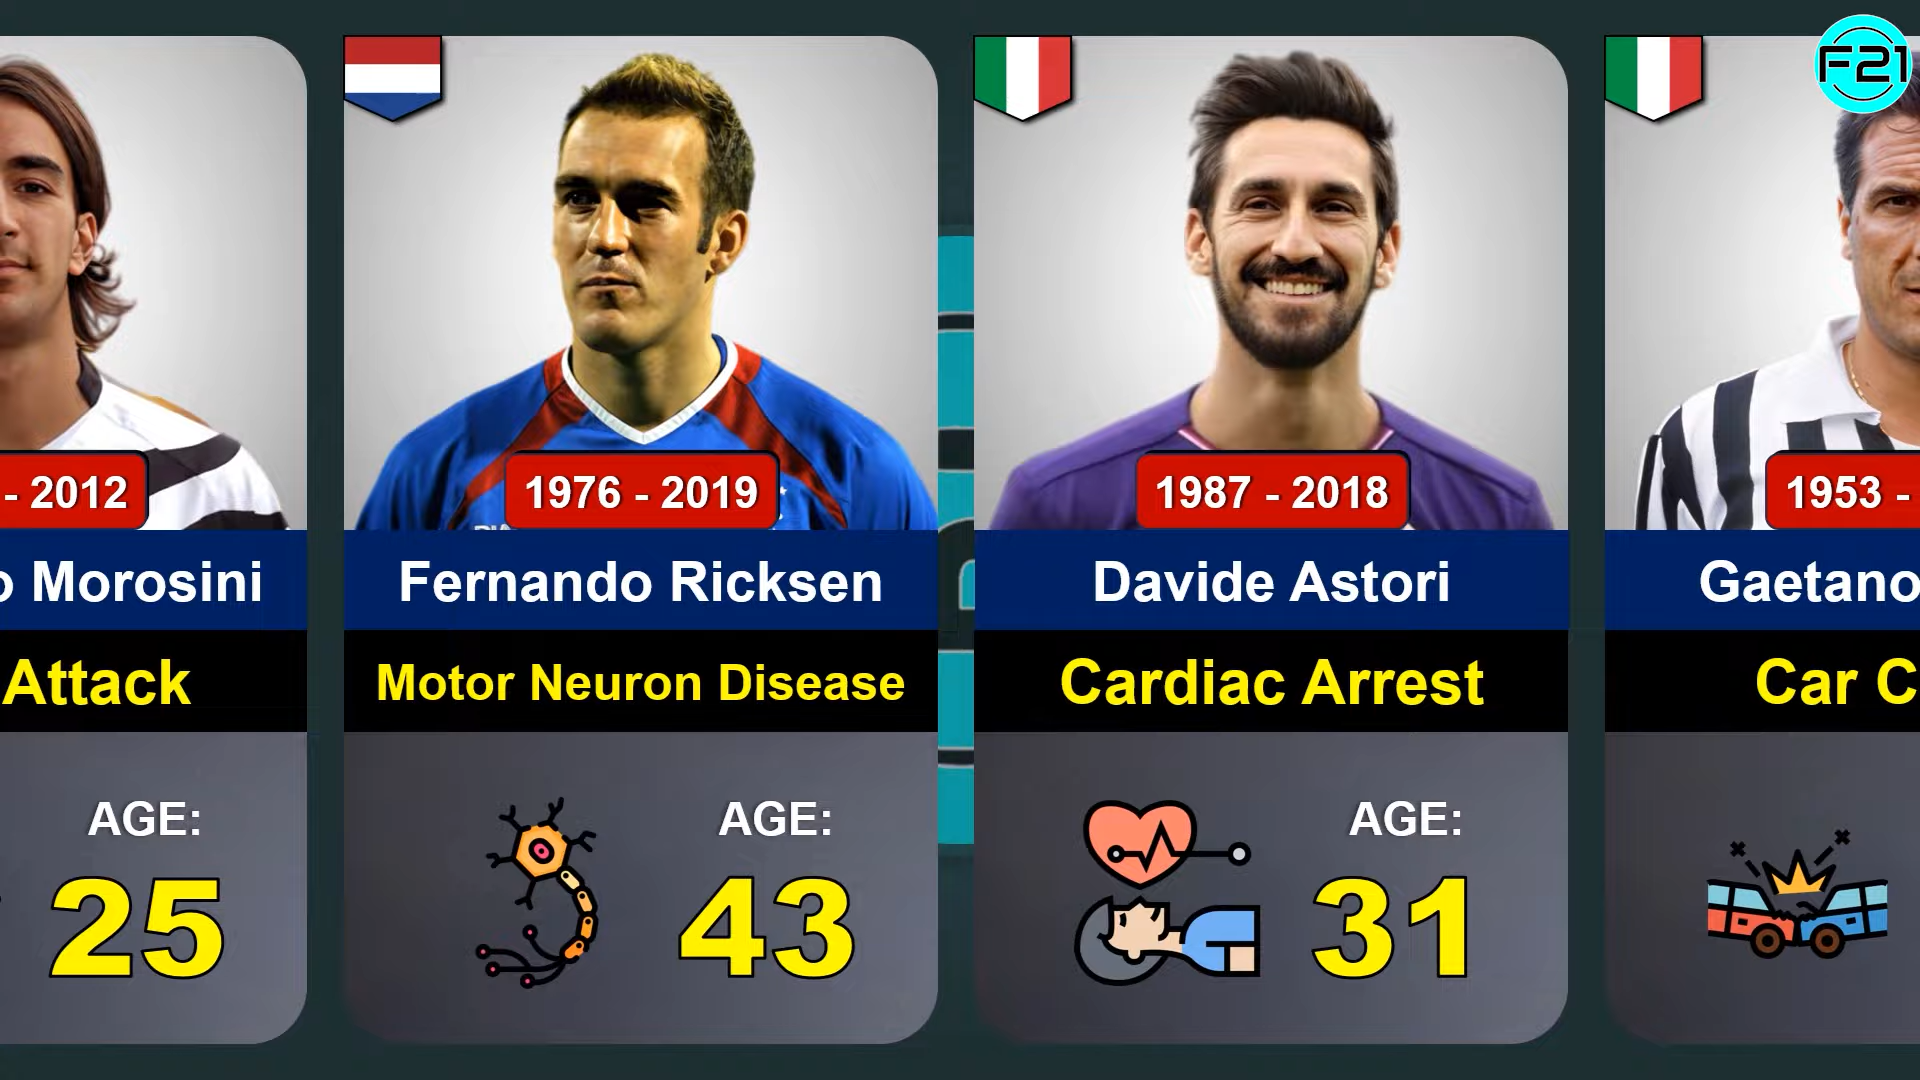 F21
- 2012
o Morosini
Attack
AGE:
25
1976 - 2019
Fernando Ricksen
Motor Neuron Disease
AGE:
43
1987 - 2018
Davide Astori
Cardiac Arrest
AGE:
31
1953 -
Gaetano
Car C